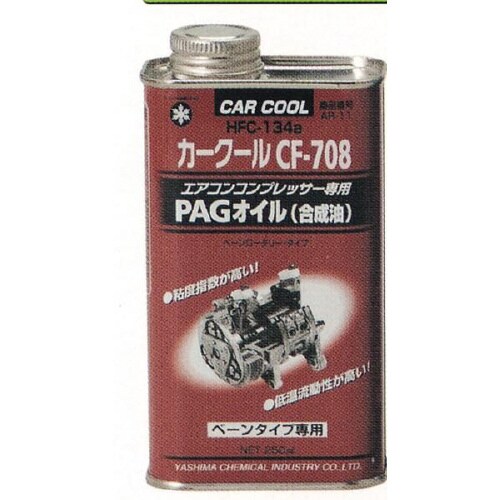 CAR COOL
商品番号
AR-11
HFC-134a
カークール CF-708
エアコンコンプレッサー専用
PAGオイル(合成油)
ベーンロータリータイプ
●粘度指数が高い!
●低温流動性が高い!
ベーンタイプ専用
NET 250ml
YASHIMA CHEMICAL INDUSTRY CO.,LTD.